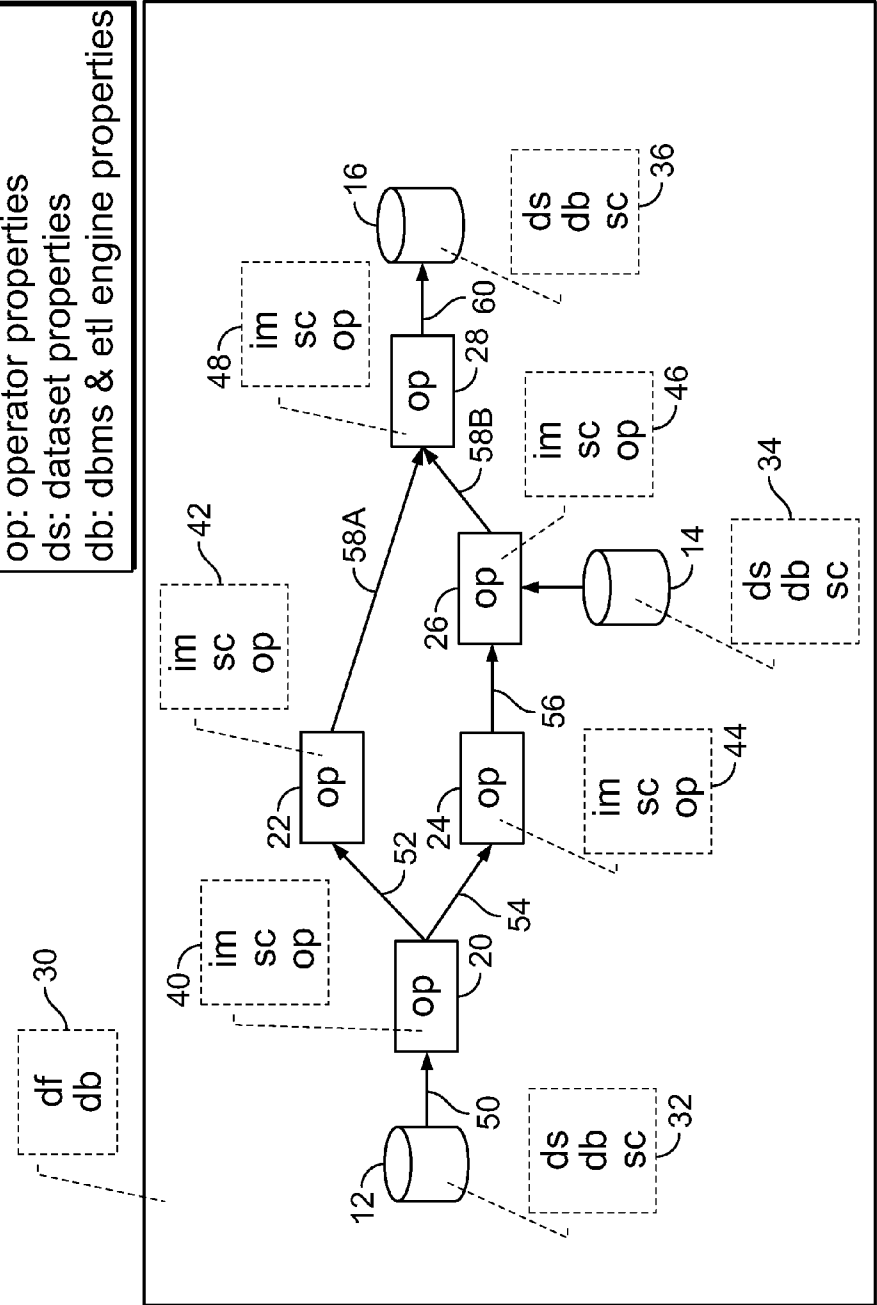 op: operator properties
ds: dataset properties
db: dbms & etl engine properties
30
df
db
40
im
sc
op
42
im
sc
op
48
im
sc
op
12
50
op
20
52
54
22
op
24
op
56
58A
26
op
58B
op
28
60
16
14
ds
db
sc
32
im
sc
op
44
ds
db
sc
34
im
sc
op
46
ds
db
sc
36